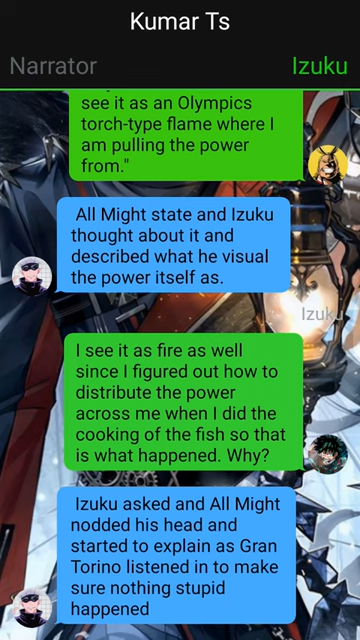 Kumar Ts
Narrator
Izuku
see it as an Olympics
torch-type flame where I
am pulling the power
from."
All Might state and Izuku
thought about it and
described what he visual
the power itself as.
Izuku
I see it as fire as well
since I figured out how to
distribute the power
across me when I did the
cooking of the fish so that
is what happened. Why?
Izuku asked and All Might
nodded his head and
started to explain as Gran
Torino listened in to make
sure nothing stupid
happened